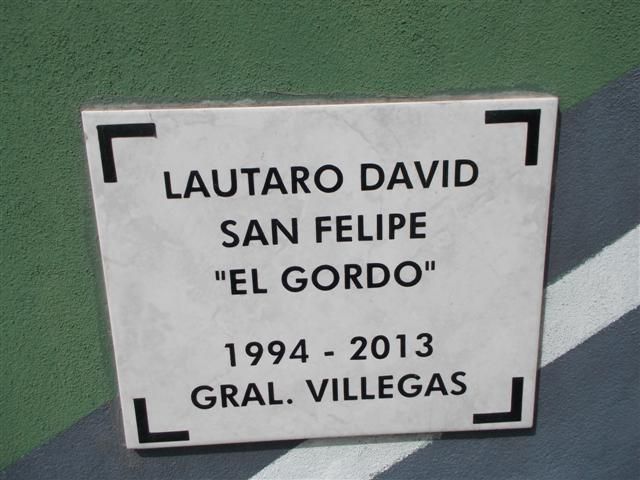 LAUTARO DAVID
SAN FELIPE
"EL GORDO"
1994 - 2013
GRAL. VILLEGAS